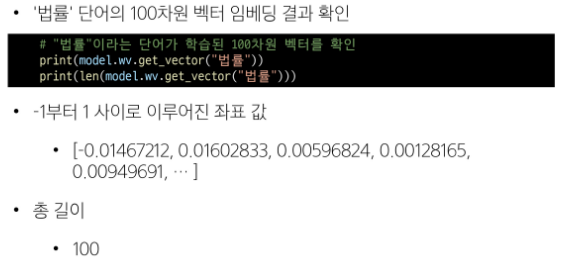 • '법률' 단어의 100차원 벡터 임베딩 결과 확인
# "법률"이라는 단어가 학습된 100차원 벡터를 확인
print(model.wv.get_vector("법률"))
print(len(model.wv.get_vector("법률")))
• -1부터 1 사이로 이루어진 좌표 값
• [-0.01467212, 0.01602833, 0.00596824, 0.00128165,
0.00949691, … ]
• 총 길이
• 100